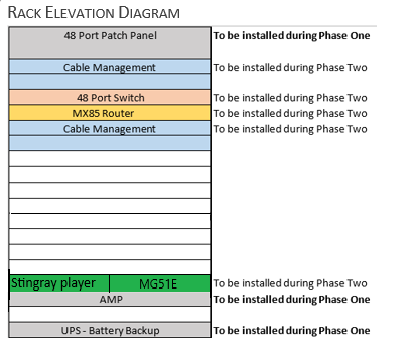 RACK ELEVATION DIAGRAM
48 Port Patch Panel To be installed during Phase One
Cable Management To be installed during Phase Two
48 Port Switch To be installed during Phase Two
MX85 Router To be installed during Phase Two
Cable Management To be installed during Phase Two
Stingray player MG51E To be installed during Phase Two
AMP To be installed during Phase One
UPS - Battery Backup To be installed during Phase One